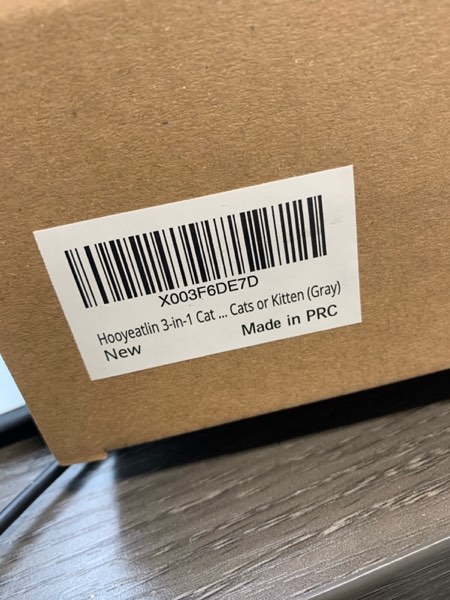 X003F6DE7D
Hooyeatlin 3-in-1 Cat ... Cats or Kitten (Gray)
New
Made in PRC